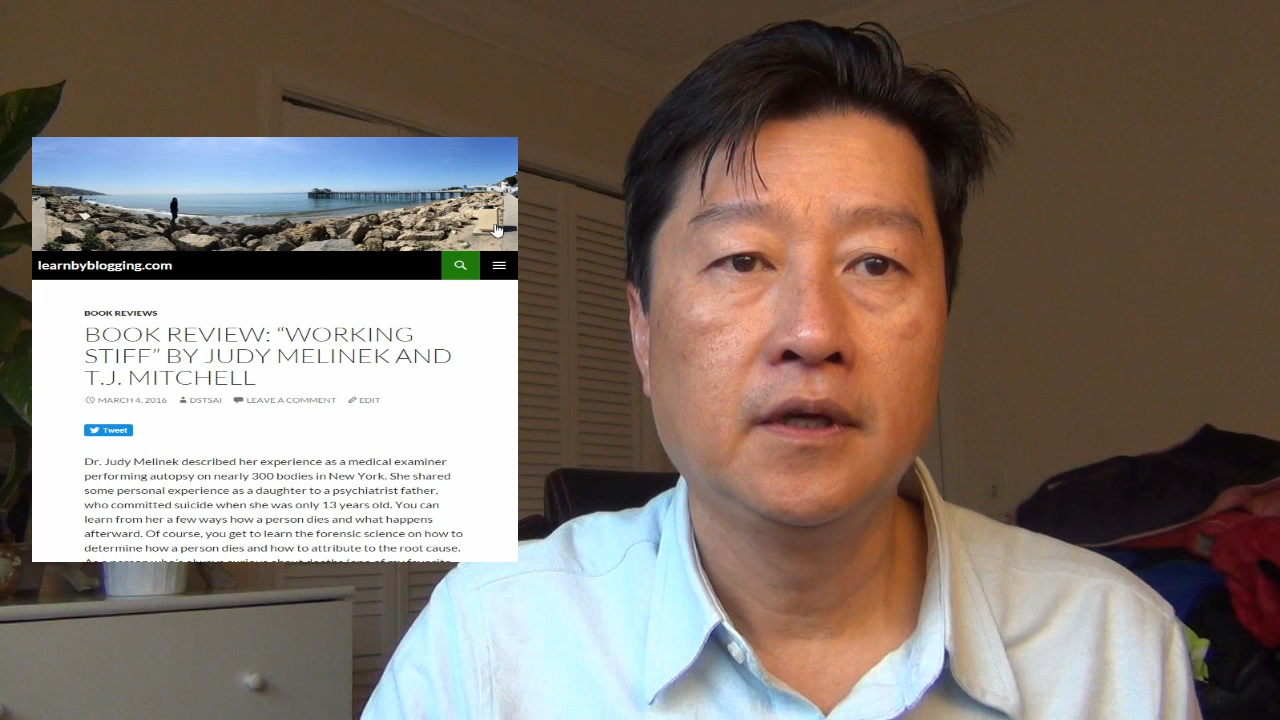 learnbyblogging.com
BOOK REVIEWS
BOOK REVIEW: “WORKING
STIFF” BY JUDY MELINEK AND
T.J. MITCHELL
MARCH 4, 2016 DSTSAI LEAVE A COMMENT EDIT
Tweet
Dr. Judy Melinek described her experience as a medical examiner
performing autopsy on nearly 300 bodies in New York. She shared
some personal experience as a daughter to a psychiatrist father,
who committed suicide when she was only 13 years old. You can
learn from her a few ways how a person dies and what happens
afterward. Of course, you get to learn the forensic science on how to
determine how a person dies and how to attribute to the root cause.